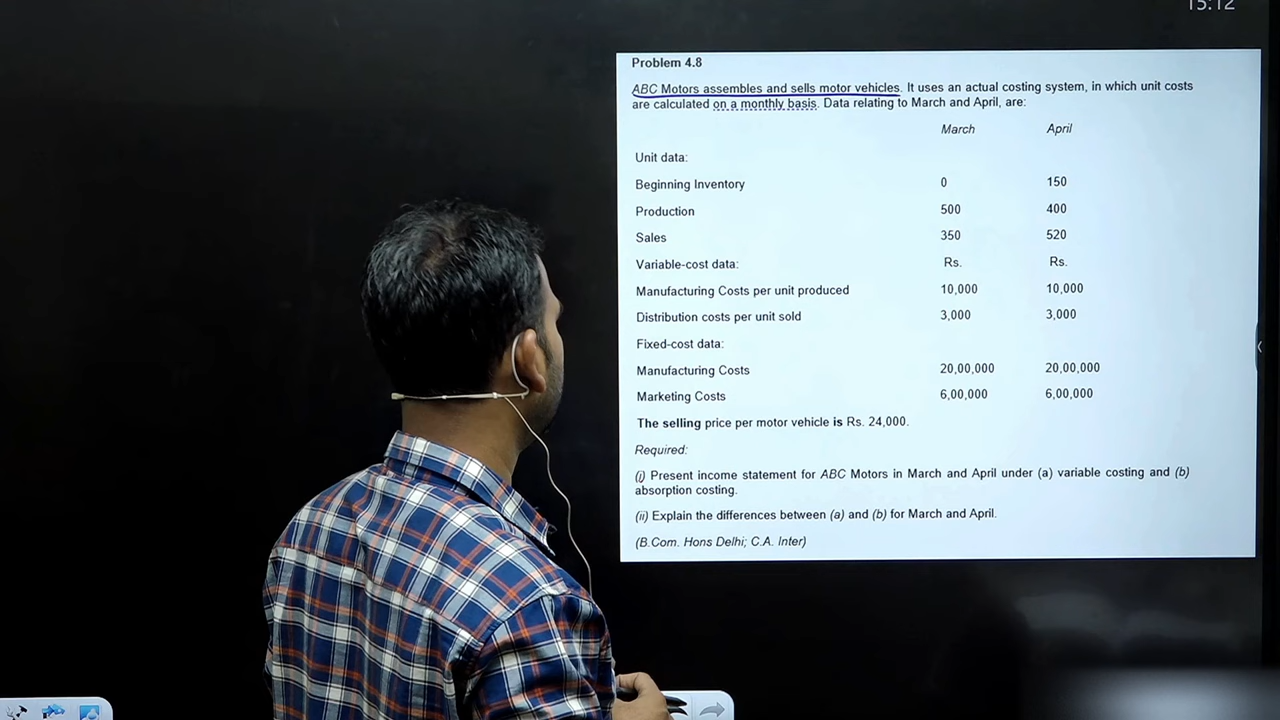 15:12
Problem 4.8
ABC Motors assembles and sells motor vehicles. It uses an actual costing system, in which unit costs
are calculated on a monthly basis. Data relating to March and April, are:
March April
Unit data:
Beginning Inventory 0 150
Production 500 400
Sales 350 520
Variable-cost data: Rs. Rs.
Manufacturing Costs per unit produced 10,000 10,000
Distribution costs per unit sold 3,000 3,000
Fixed-cost data:
Manufacturing Costs 20,00,000 20,00,000
Marketing Costs 6,00,000 6,00,000
The selling price per motor vehicle is Rs. 24,000.
Required:
(i) Present income statement for ABC Motors in March and April under (a) variable costing and (b)
absorption costing.
(ii) Explain the differences between (a) and (b) for March and April.
(B.Com. Hons Delhi; C.A. Inter)